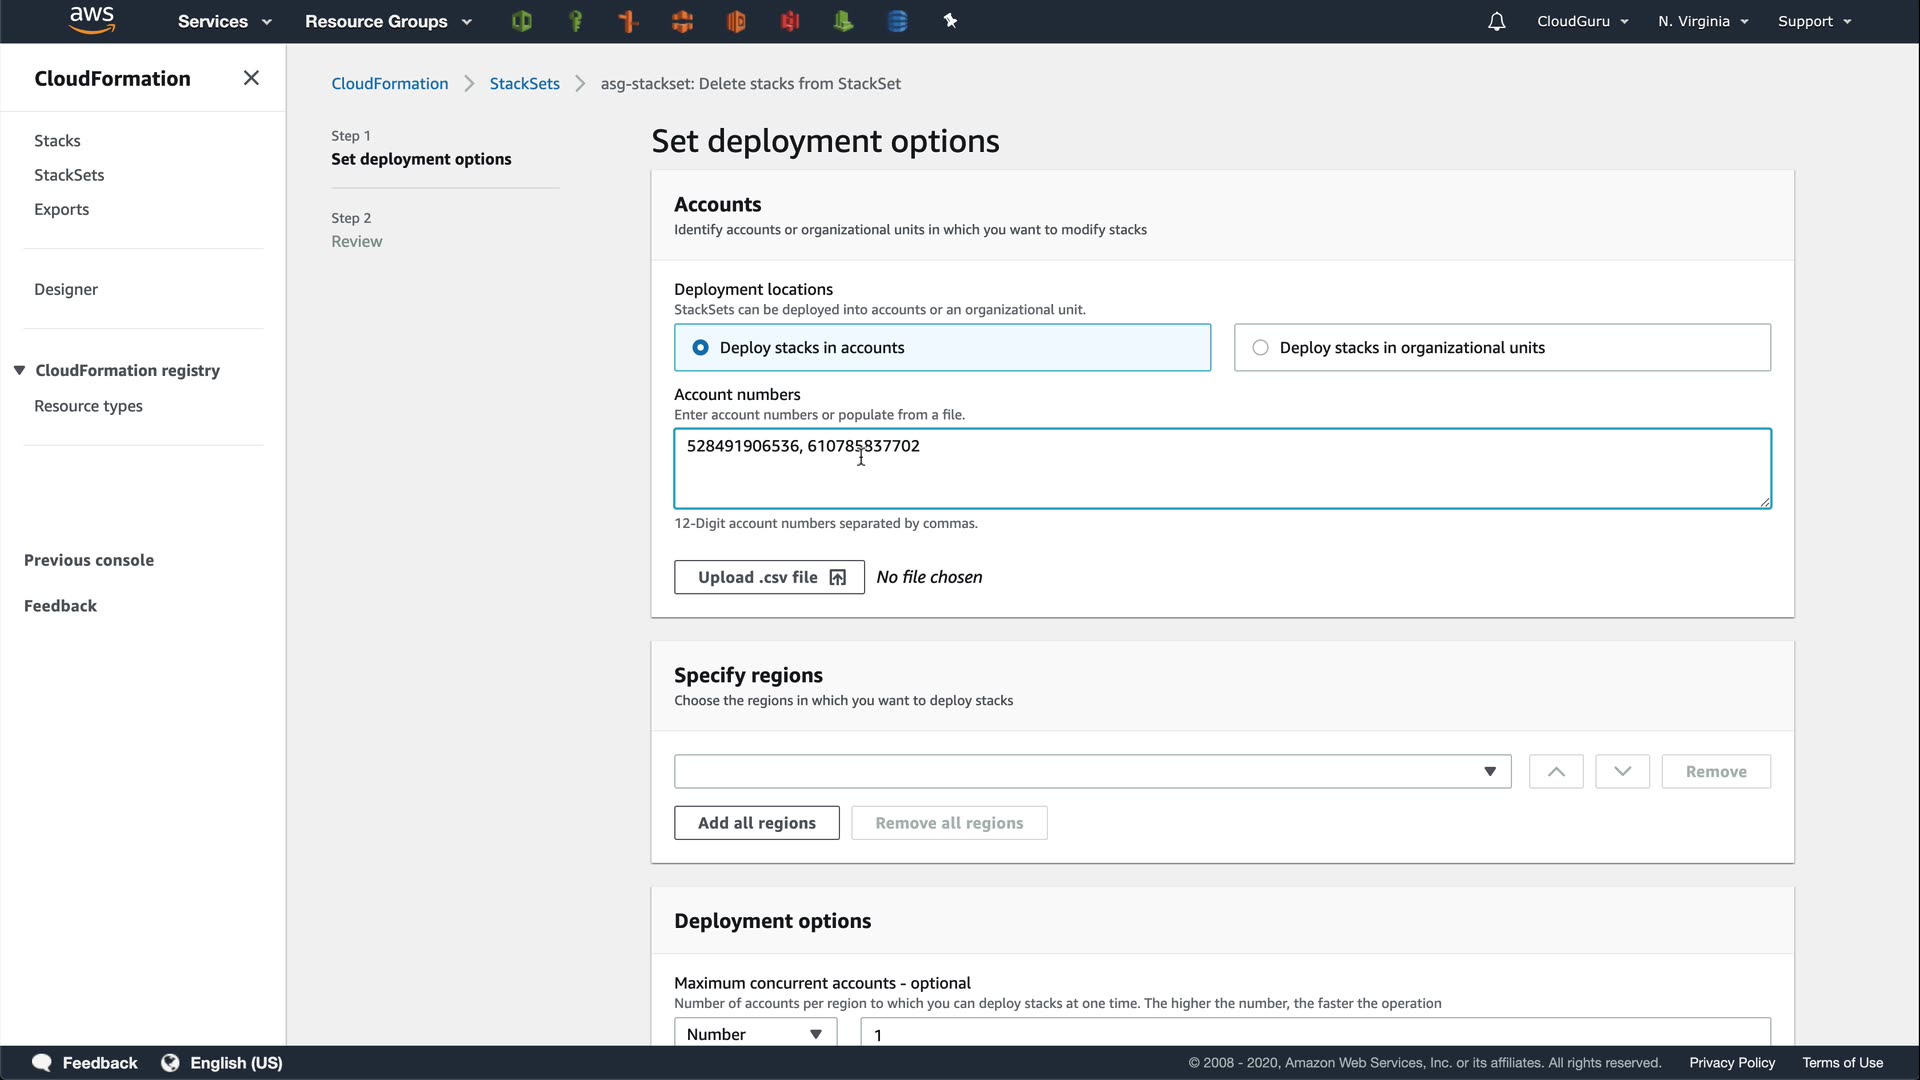 aws
Services
Resource Groups
CloudGuru
N. Virginia
Support
CloudFormation
Stacks
StackSets
Exports
Designer
CloudFormation registry
Resource types
Previous console
Feedback
CloudFormation
StackSets
asg-stackset: Delete stacks from StackSet
Step 1
Set deployment options
Step 2
Review
Set deployment options
Accounts
Identify accounts or organizational units in which you want to modify stacks
Deployment locations
StackSets can be deployed into accounts or an organizational unit.
Deploy stacks in accounts
Deploy stacks in organizational units
Account numbers
Enter account numbers or populate from a file.
528491906536, 610785837702
12-Digit account numbers separated by commas.
Upload .csv file
No file chosen
Specify regions
Choose the regions in which you want to deploy stacks
Remove
Add all regions
Remove all regions
Deployment options
Maximum concurrent accounts - optional
Number of accounts per region to which you can deploy stacks at one time. The higher the number, the faster the operation
Number
1
Feedback
English (US)
© 2008 - 2020, Amazon Web Services, Inc. or its affiliates. All rights reserved.
Privacy Policy
Terms of Use